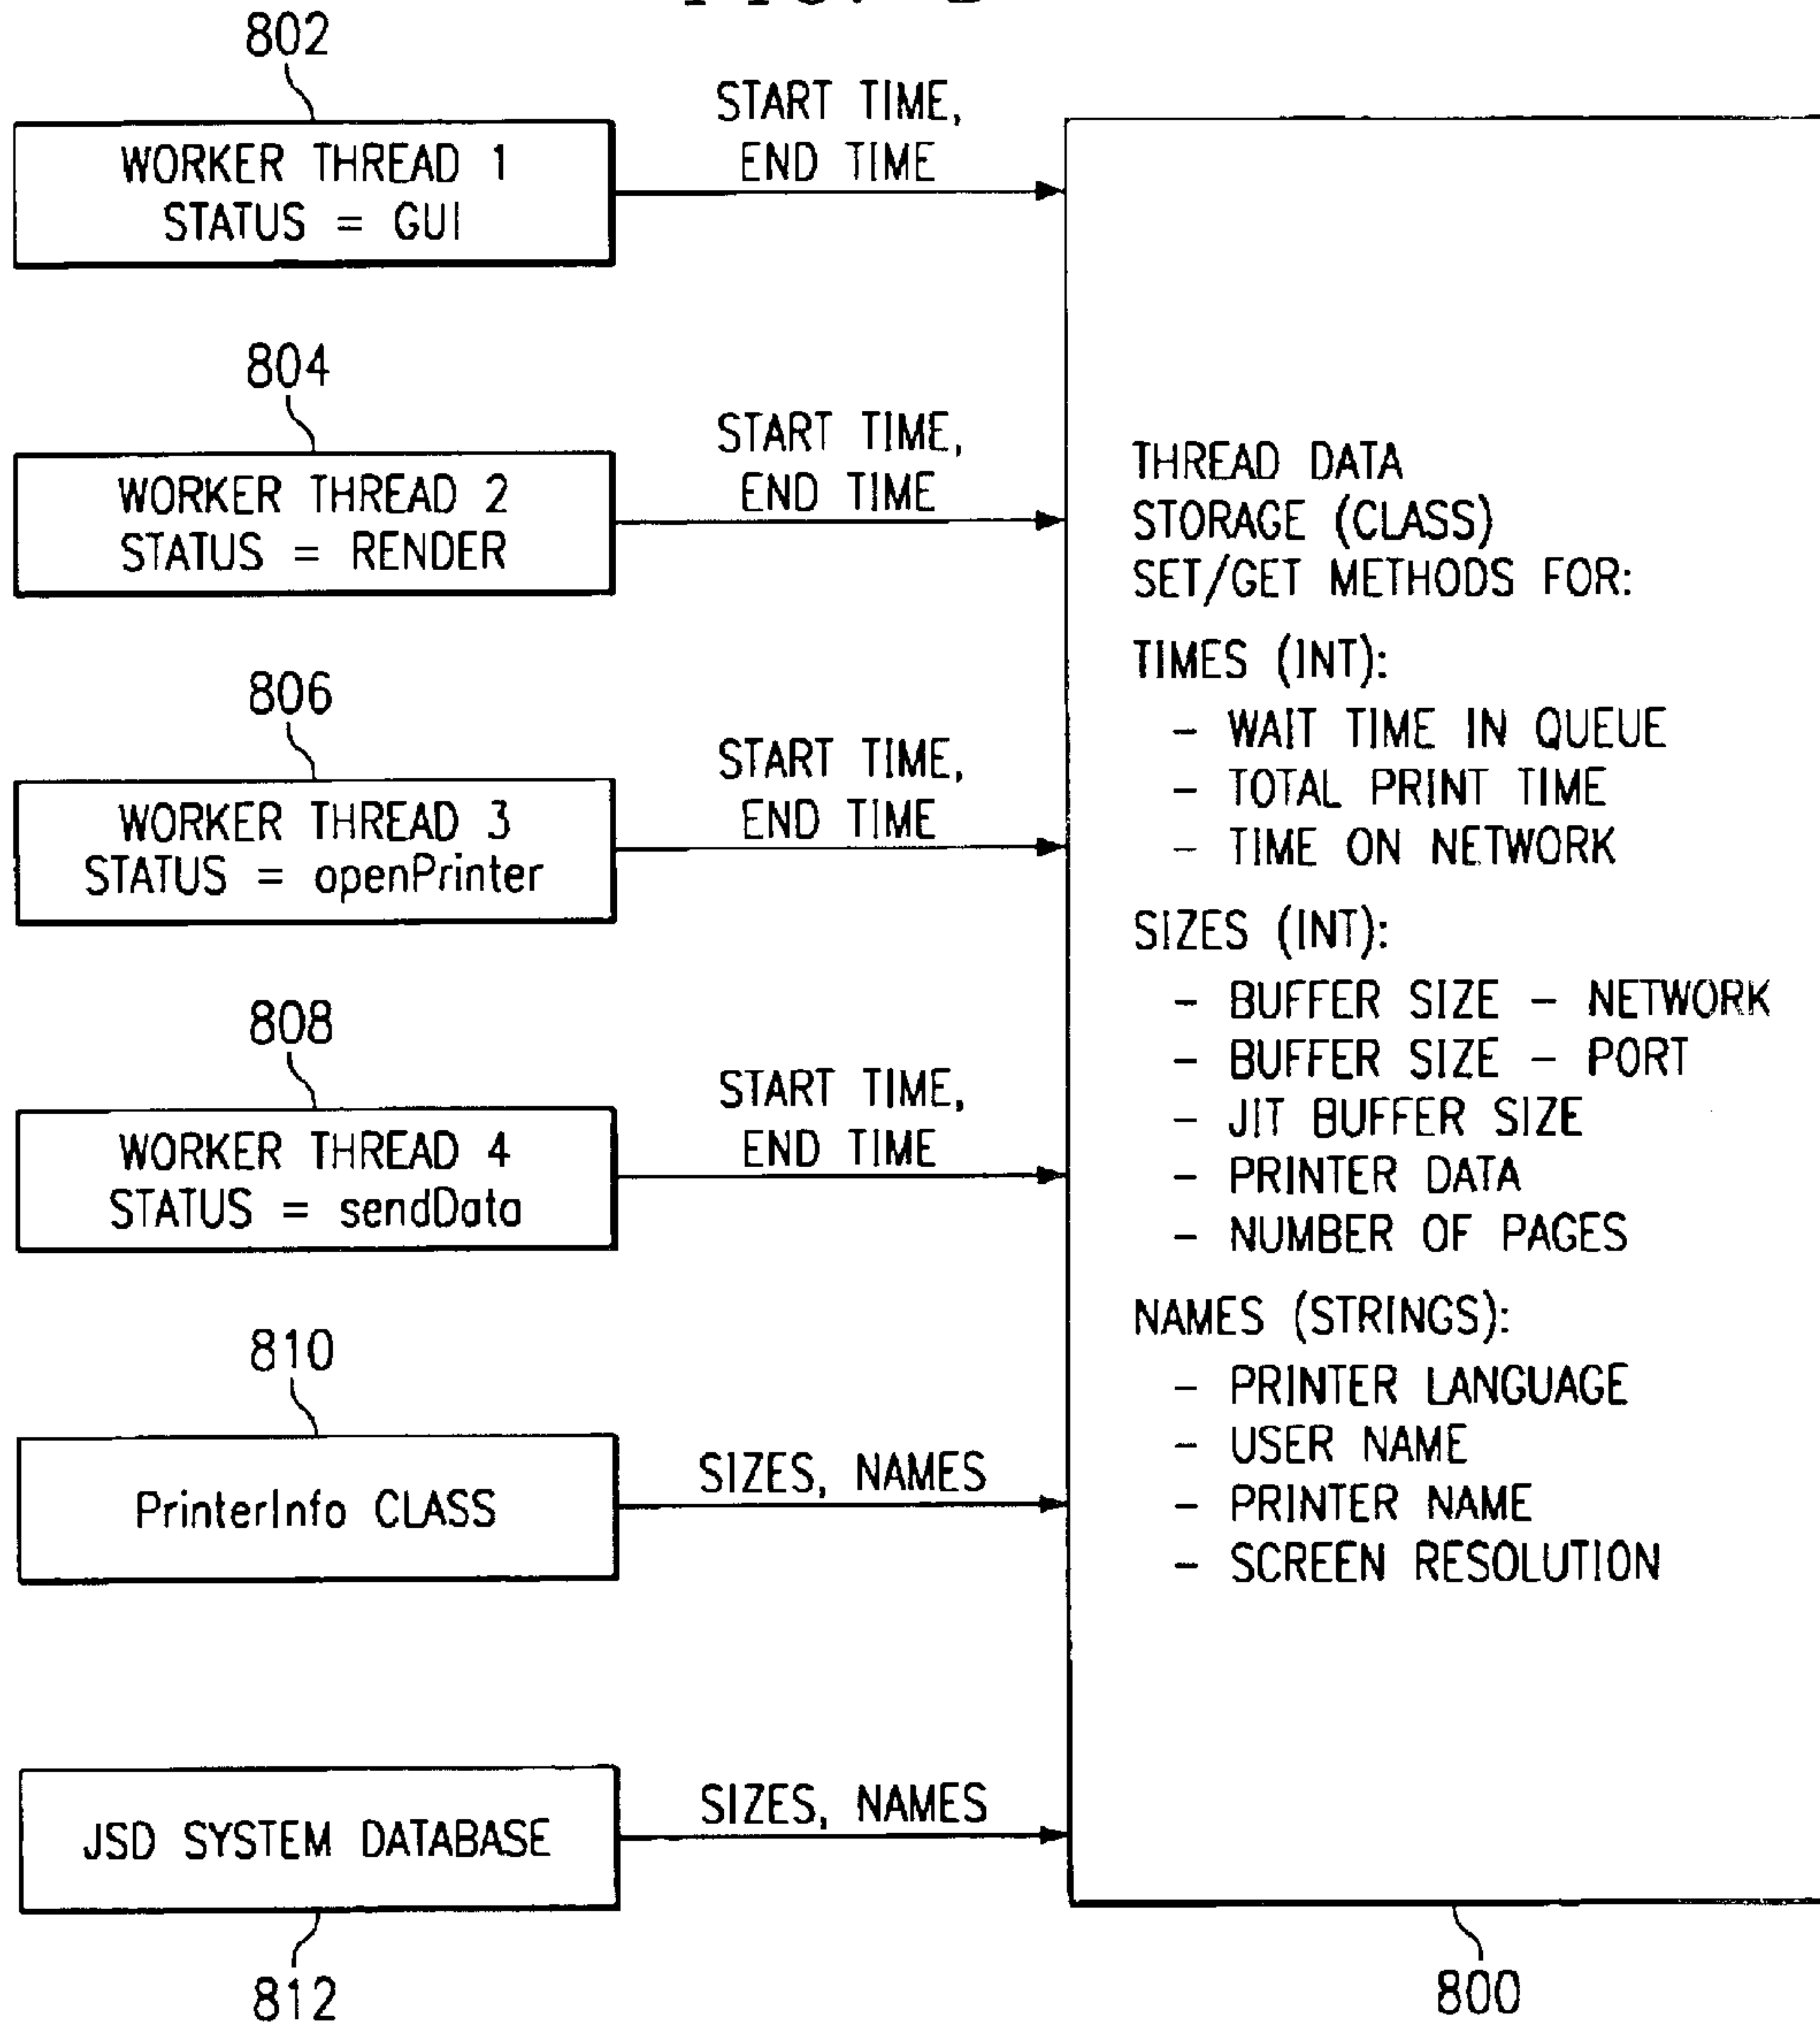 802
WORKER THREAD 1
STATUS = GUI
START TIME,
END TIME
804
WORKER THREAD 2
STATUS = RENDER
START TIME,
END TIME
806
WORKER THREAD 3
STATUS = openPrinter
START TIME,
END TIME
808
WORKER THREAD 4
STATUS = sendData
START TIME,
END TIME
810
PrinterInfo CLASS
SIZES, NAMES
JSD SYSTEM DATABASE
SIZES, NAMES
812
THREAD DATA
STORAGE (CLASS)
SET/GET METHODS FOR:
TIMES (INT):
- WAIT TIME IN QUEUE
- TOTAL PRINT TIME
- TIME ON NETWORK
SIZES (INT):
- BUFFER SIZE - NETWORK
- BUFFER SIZE - PORT
- JIT BUFFER SIZE
- PRINTER DATA
- NUMBER OF PAGES
NAMES (STRINGS):
- PRINTER LANGUAGE
- USER NAME
- PRINTER NAME
- SCREEN RESOLUTION
800